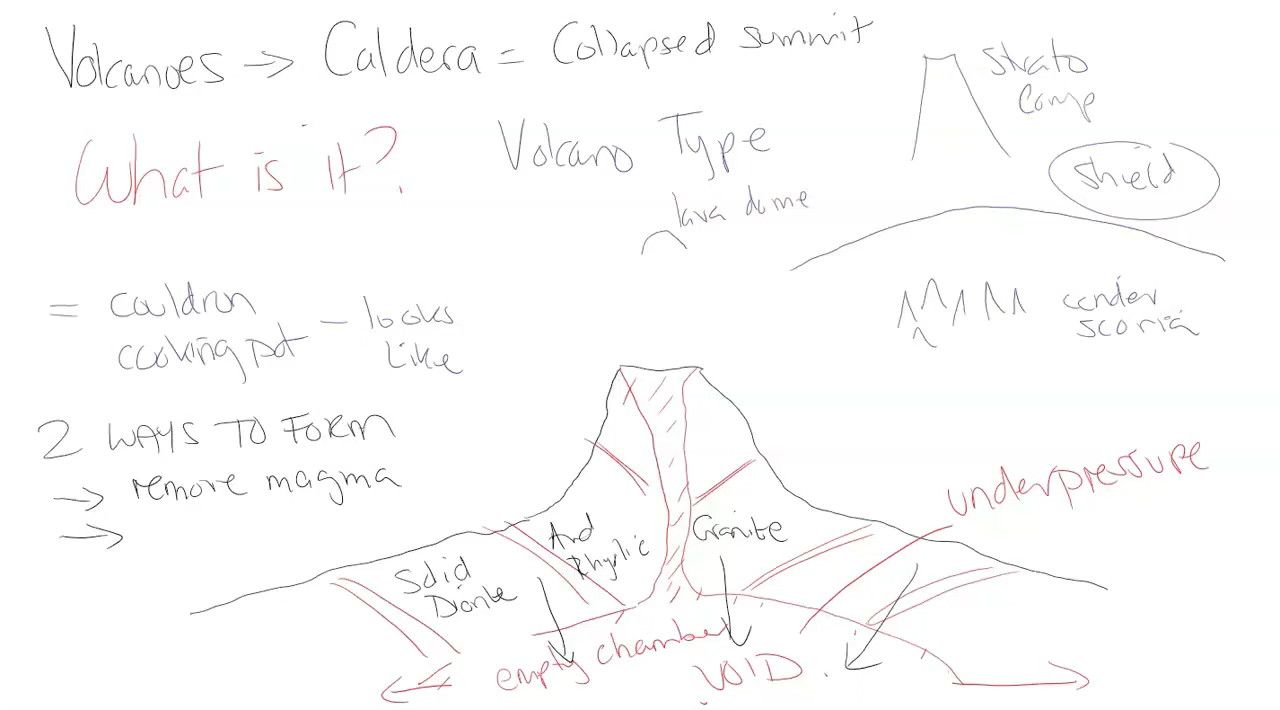 Volcanoes → Caldera = Collapsed summit
Strato
Comp
What is it?
Volcano Type
Shield
lava dome
= cauldron
cooking pot - looks
like
cinder
scoria
2 WAYS TO FORM
→ remove magma
→
underpressure
And
Rhyolic
Granite
Solid
Diorite
empty chamber
VOID.